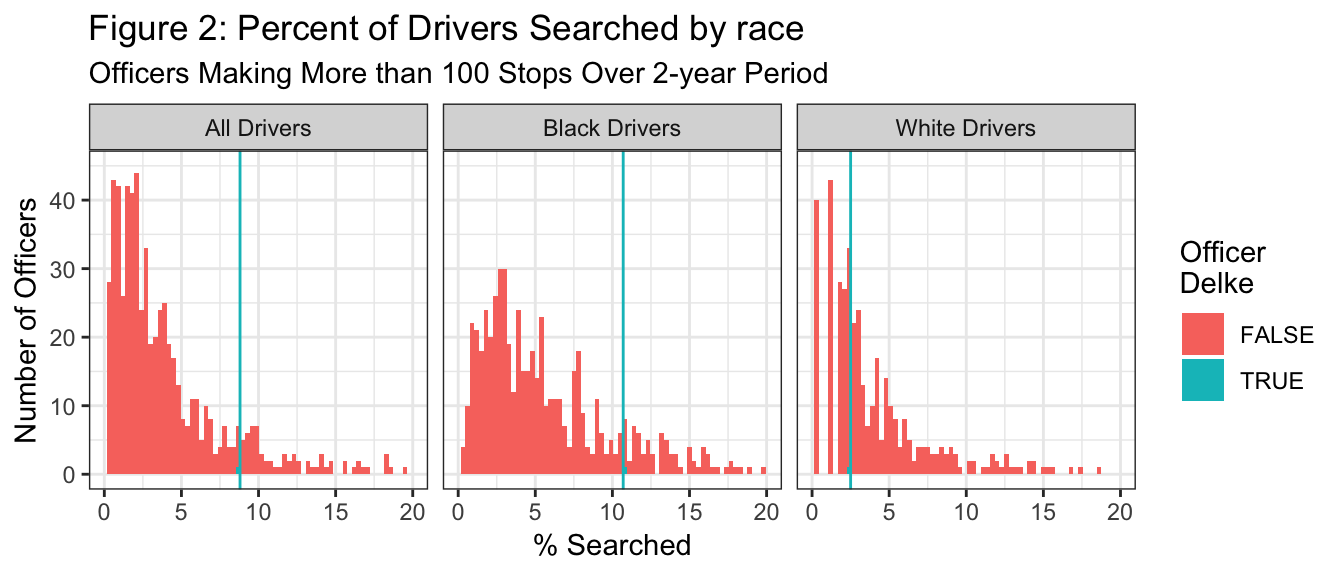 Figure 2: Percent of Drivers Searched by race
Officers Making More than 100 Stops Over 2-year Period
All Drivers
Black Drivers
White Drivers
Number of Officers
40
30
20
10
0
0 5 10 15 20
0 5 10 15 20
0 5 10 15 20
% Searched
Officer
Delke
FALSE
TRUE